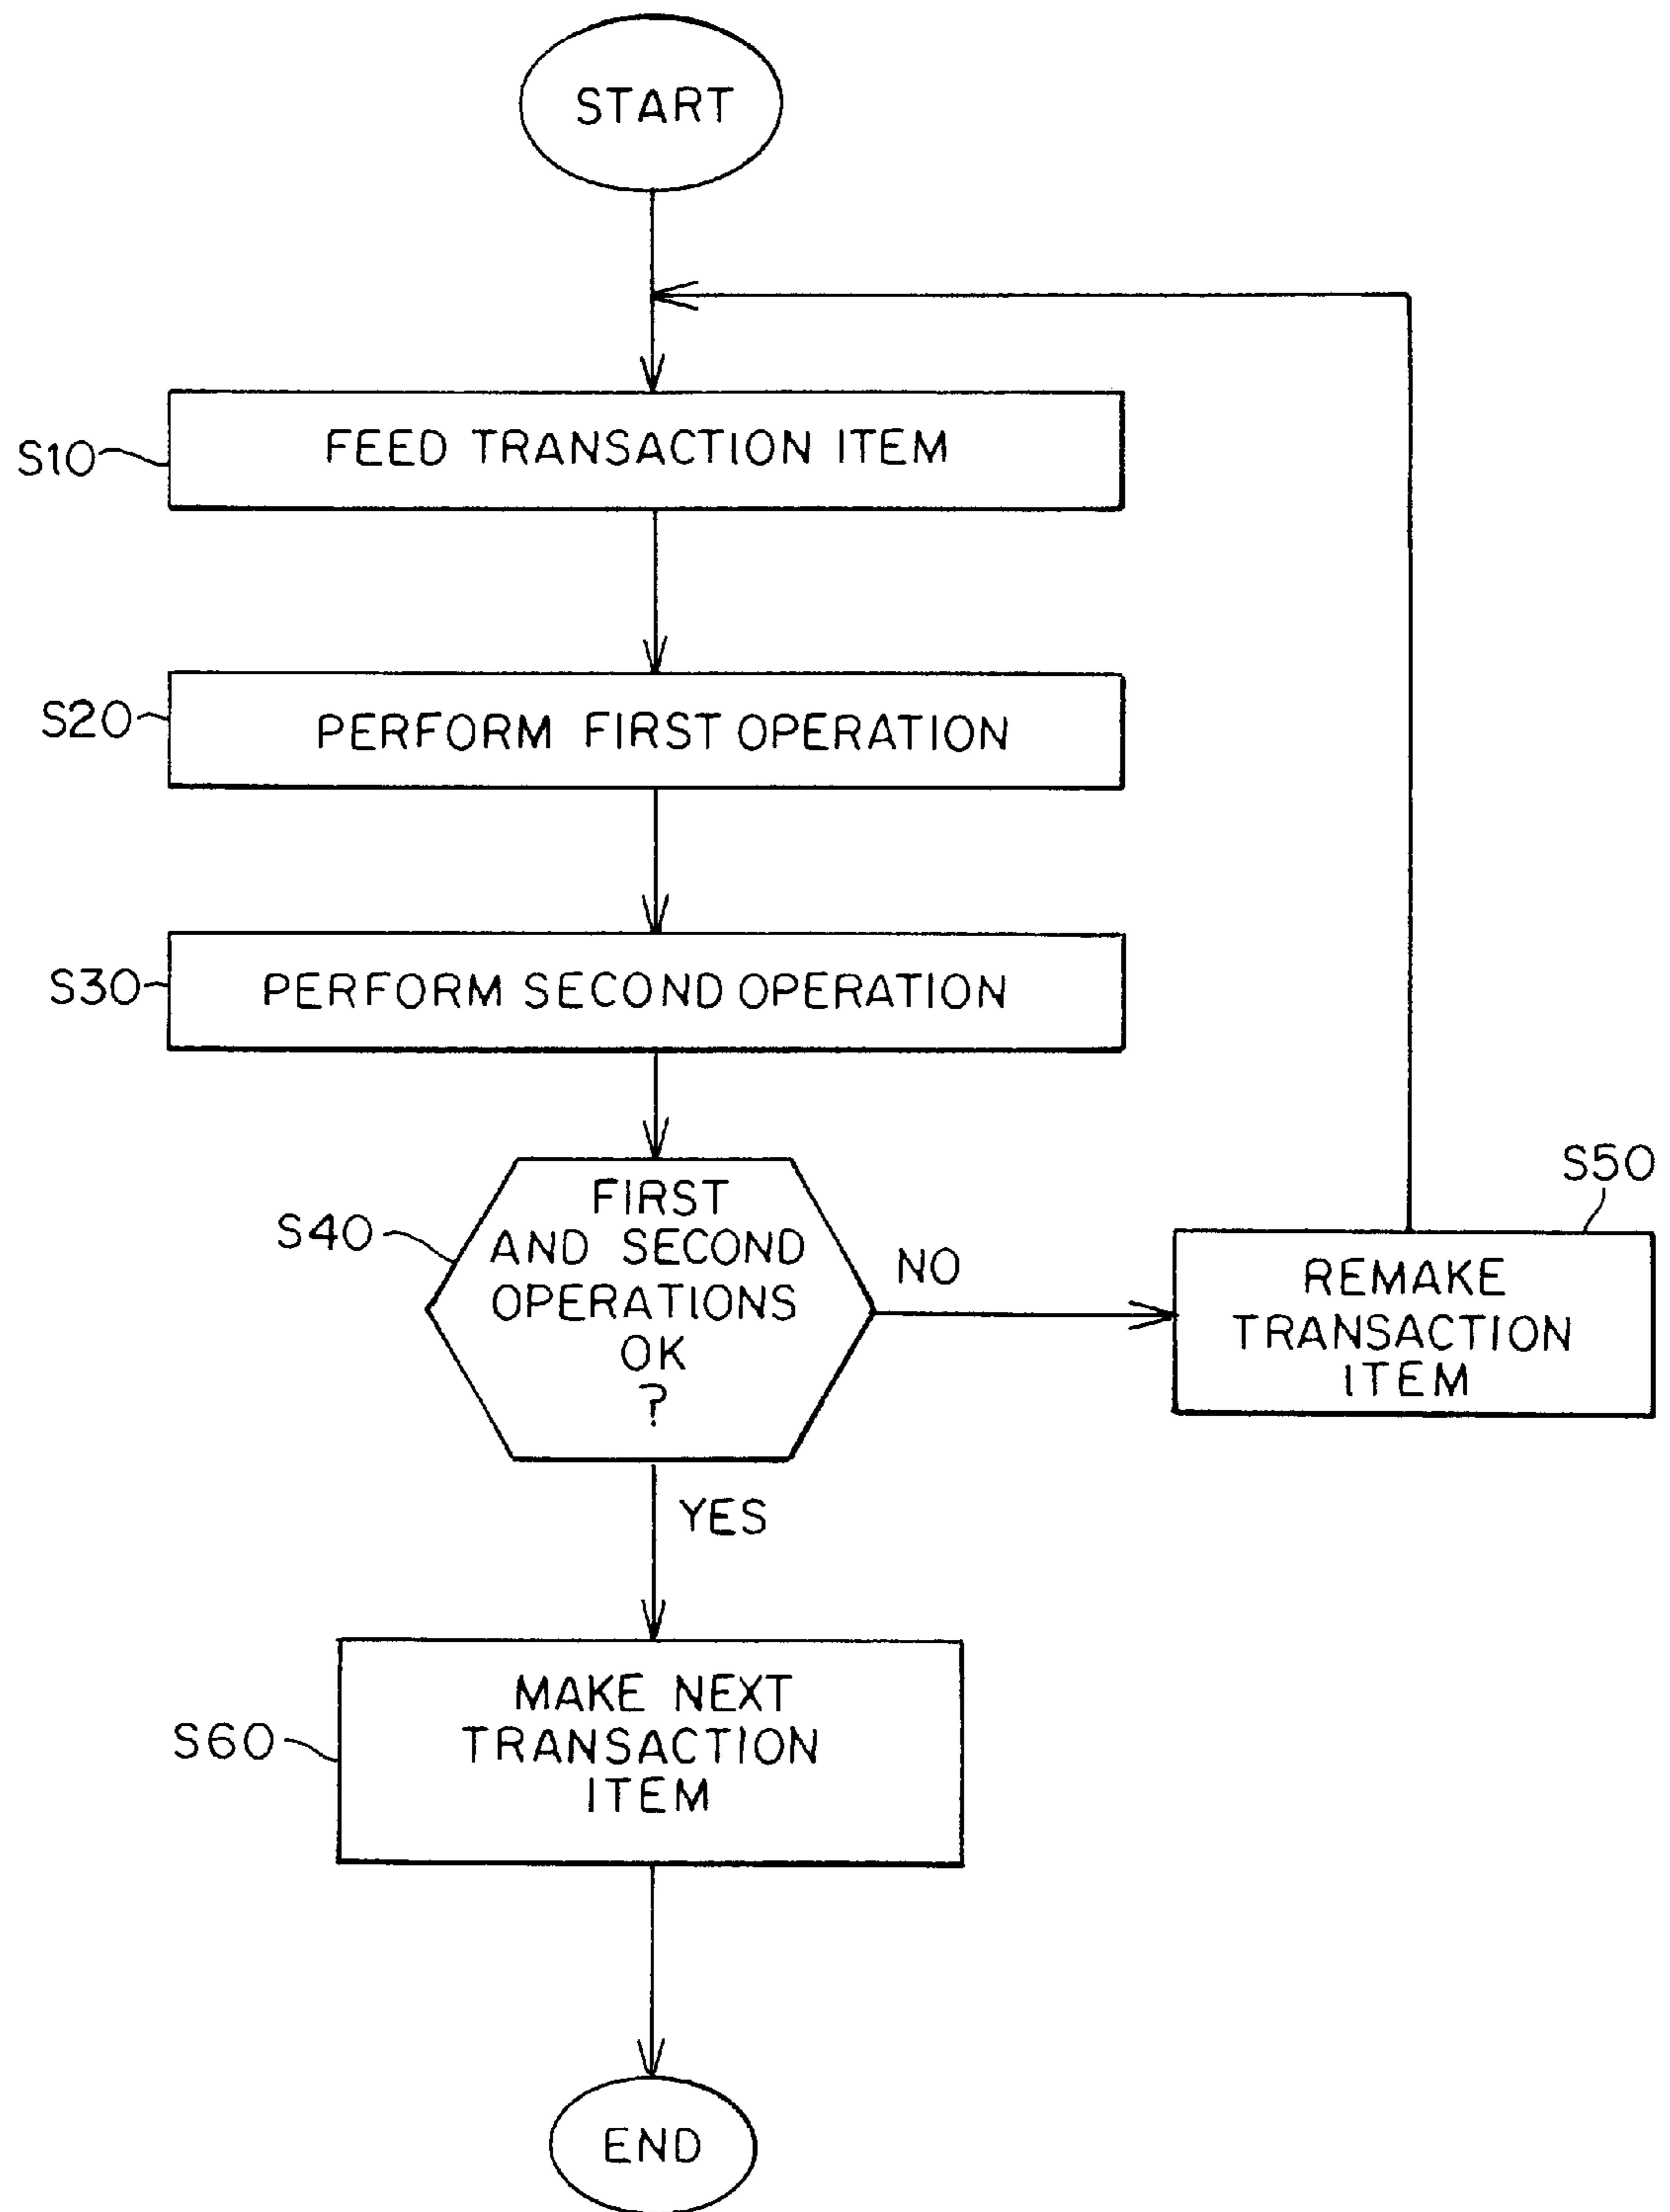 START
S10
FEED TRANSACTION ITEM
S20
PERFORM FIRST OPERATION
S30
PERFORM SECOND OPERATION
S40
FIRST
AND SECOND
OPERATIONS
OK
?
NO
S50
REMAKE
TRANSACTION
ITEM
YES
S60
MAKE NEXT
TRANSACTION
ITEM
END